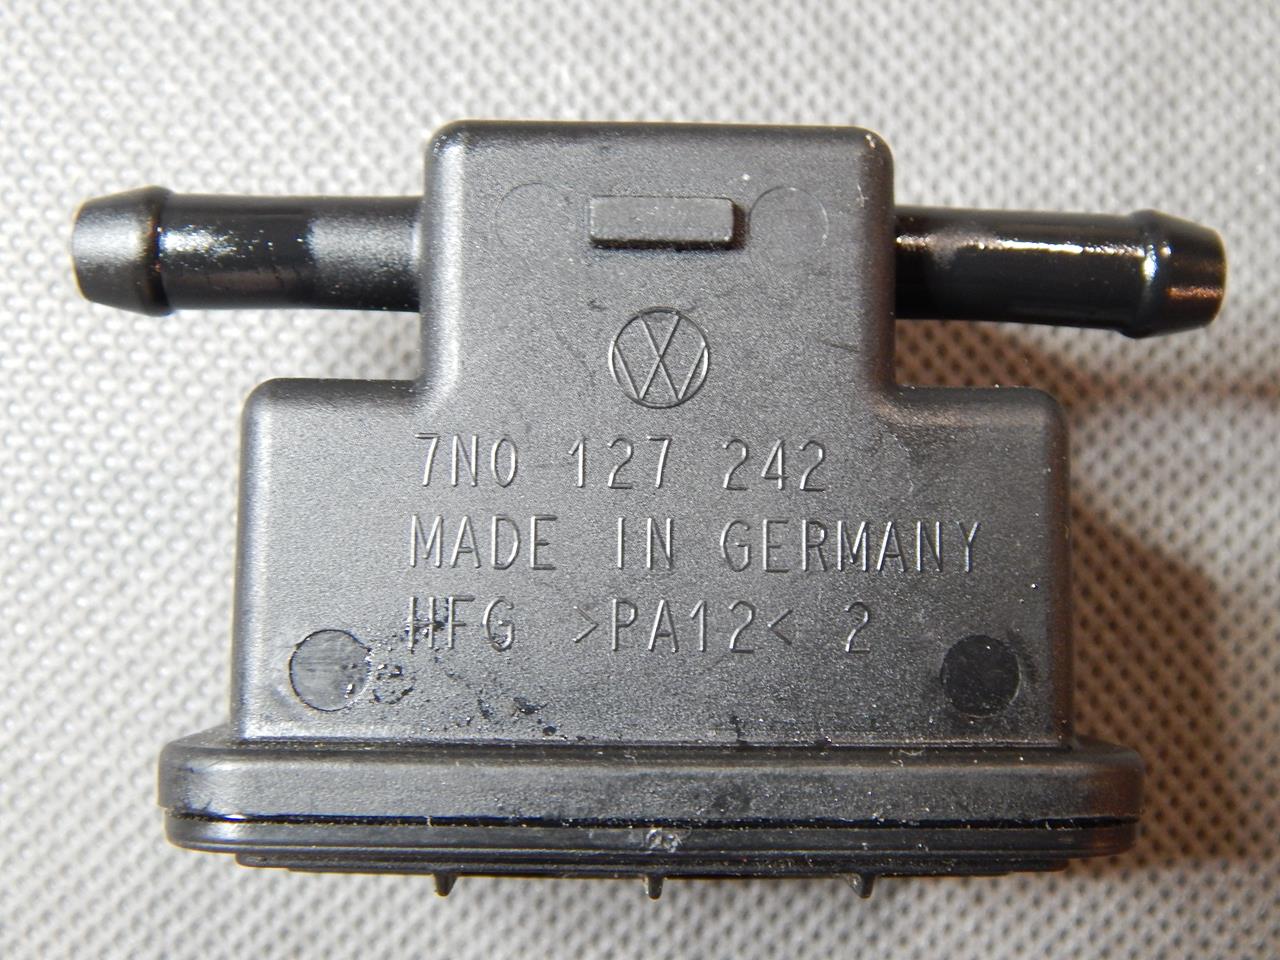 7N0 127 242
MADE IN GERMANY
HFG >PA12< 2